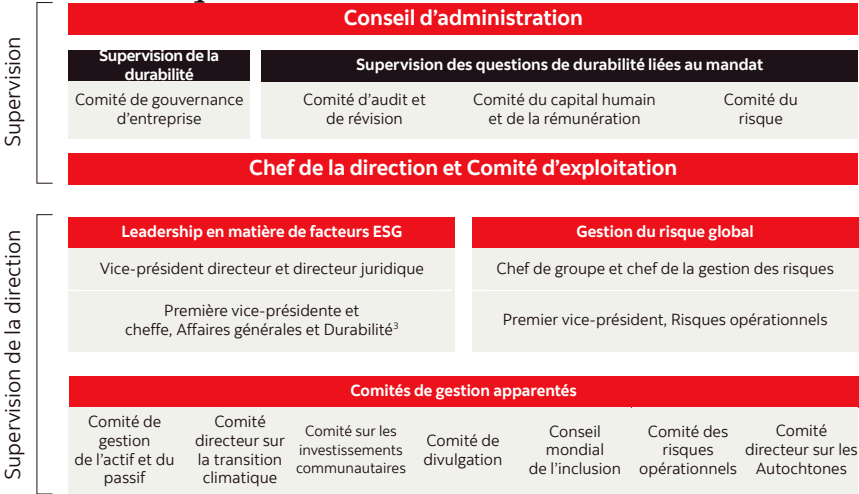 Conseil d’administration
Supervision
Supervision de la
durabilité
Supervision des questions de durabilité liées au mandat
Comité de gouvernance
d’entreprise
Comité d’audit et
de révision
Comité du capital humain
et de la rémunération
Comité du
risque
Chef de la direction et Comité d’exploitation
Supervision de la direction
Leadership en matière de facteurs ESG
Vice-président directeur et directeur juridique
Première vice-présidente et
cheffe, Affaires générales et Durabilité³
Gestion du risque global
Chef de groupe et chef de la gestion des risques
Premier vice-président, Risques opérationnels
Comités de gestion apparentés
Comité de
gestion
de l’actif et du
passif
Comité
directeur sur
la transition
climatique
Comité sur les
investissements
communautaires
Comité de
divulgation
Conseil
mondial
de l’inclusion
Comité des
risques
opérationnels
Comité
directeur sur les
Autochtones